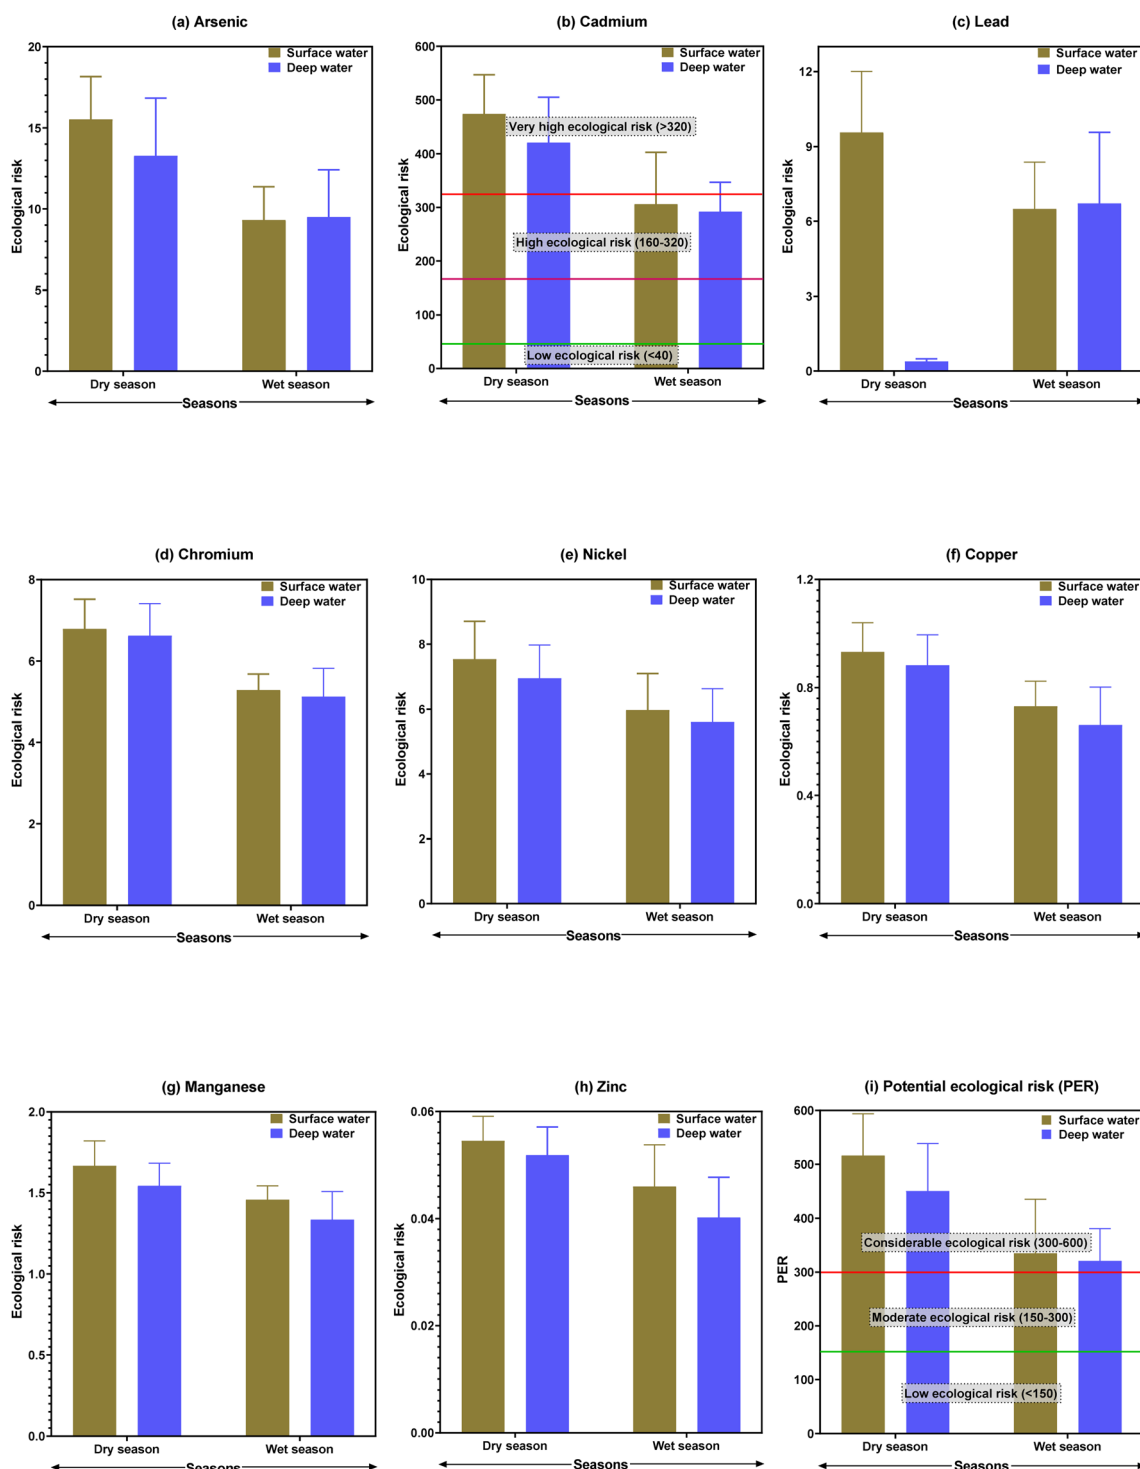 (a) Arsenic
Surface water
Deep water
Ecological risk
20
15
10
5
0
Dry season
Wet season
Seasons
(b) Cadmium
Surface water
Deep water
Ecological risk
600
500
400
300
200
100
0
Very high ecological risk (>320)
High ecological risk (160-320)
Low ecological risk (<40)
Dry season
Wet season
Seasons
(c) Lead
Surface water
Deep water
Ecological risk
12
9
6
3
0
Dry season
Wet season
Seasons
(d) Chromium
Surface water
Deep water
Ecological risk
8
6
4
2
0
Dry season
Wet season
Seasons
(e) Nickel
Surface water
Deep water
Ecological risk
10
8
6
4
2
0
Dry season
Wet season
Seasons
(f) Copper
Surface water
Deep water
Ecological risk
1.2
0.8
0.4
0.0
Dry season
Wet season
Seasons
(g) Manganese
Surface water
Deep water
Ecological risk
2.0
1.5
1.0
0.5
0.0
Dry season
Wet season
Seasons
(h) Zinc
Surface water
Deep water
Ecological risk
0.06
0.04
0.02
0.00
Dry season
Wet season
Seasons
(i) Potential ecological risk (PER)
Surface water
Deep water
PER
600
500
400
300
200
100
0
Considerable ecological risk (300-600)
Moderate ecological risk (150-300)
Low ecological risk (<150)
Dry season
Wet season
Seasons